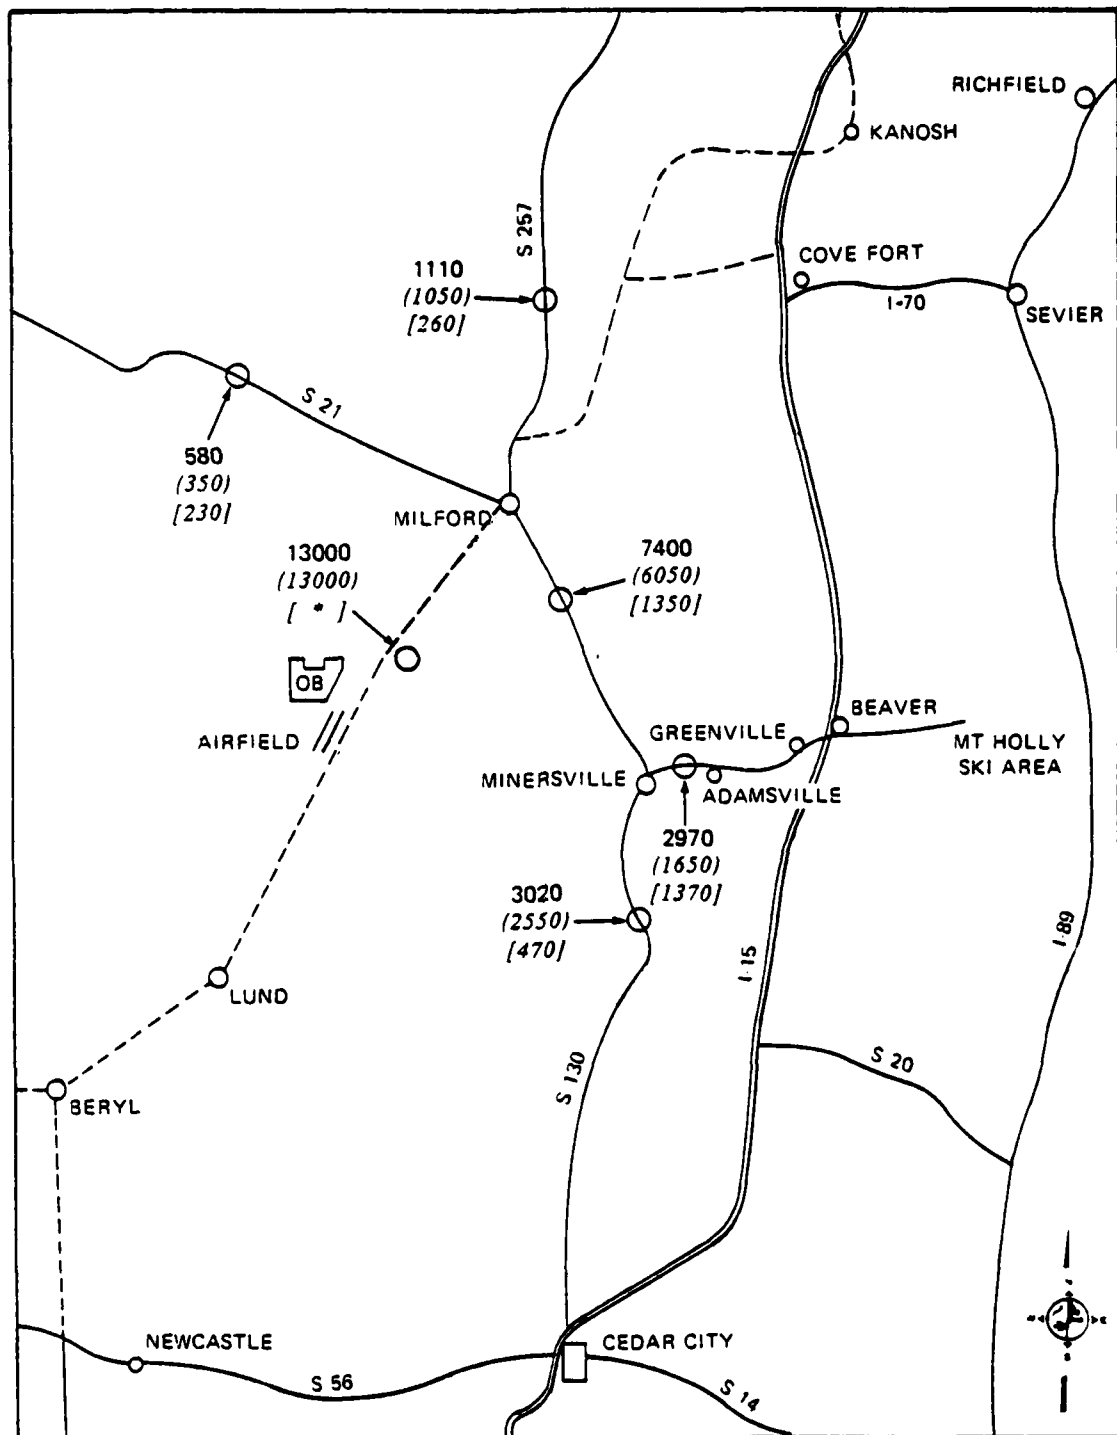 RICHFIELD
KANOSH
S 257
COVE FORT
1110
(1050)
[260]
I-70
SEVIER
S 21
580
(350)
[230]
MILFORD
13000
(13000)
[ * ]
7400
(6050)
[1350]
OB
AIRFIELD
BEAVER
GREENVILLE
MT HOLLY
SKI AREA
MINERSVILLE
ADAMSVILLE
2970
(1650)
[1370]
3020
(2550)
[470]
I-89
I-15
LUND
S 20
S 130
BERYL
NEWCASTLE
CEDAR CITY
S 56
S 14